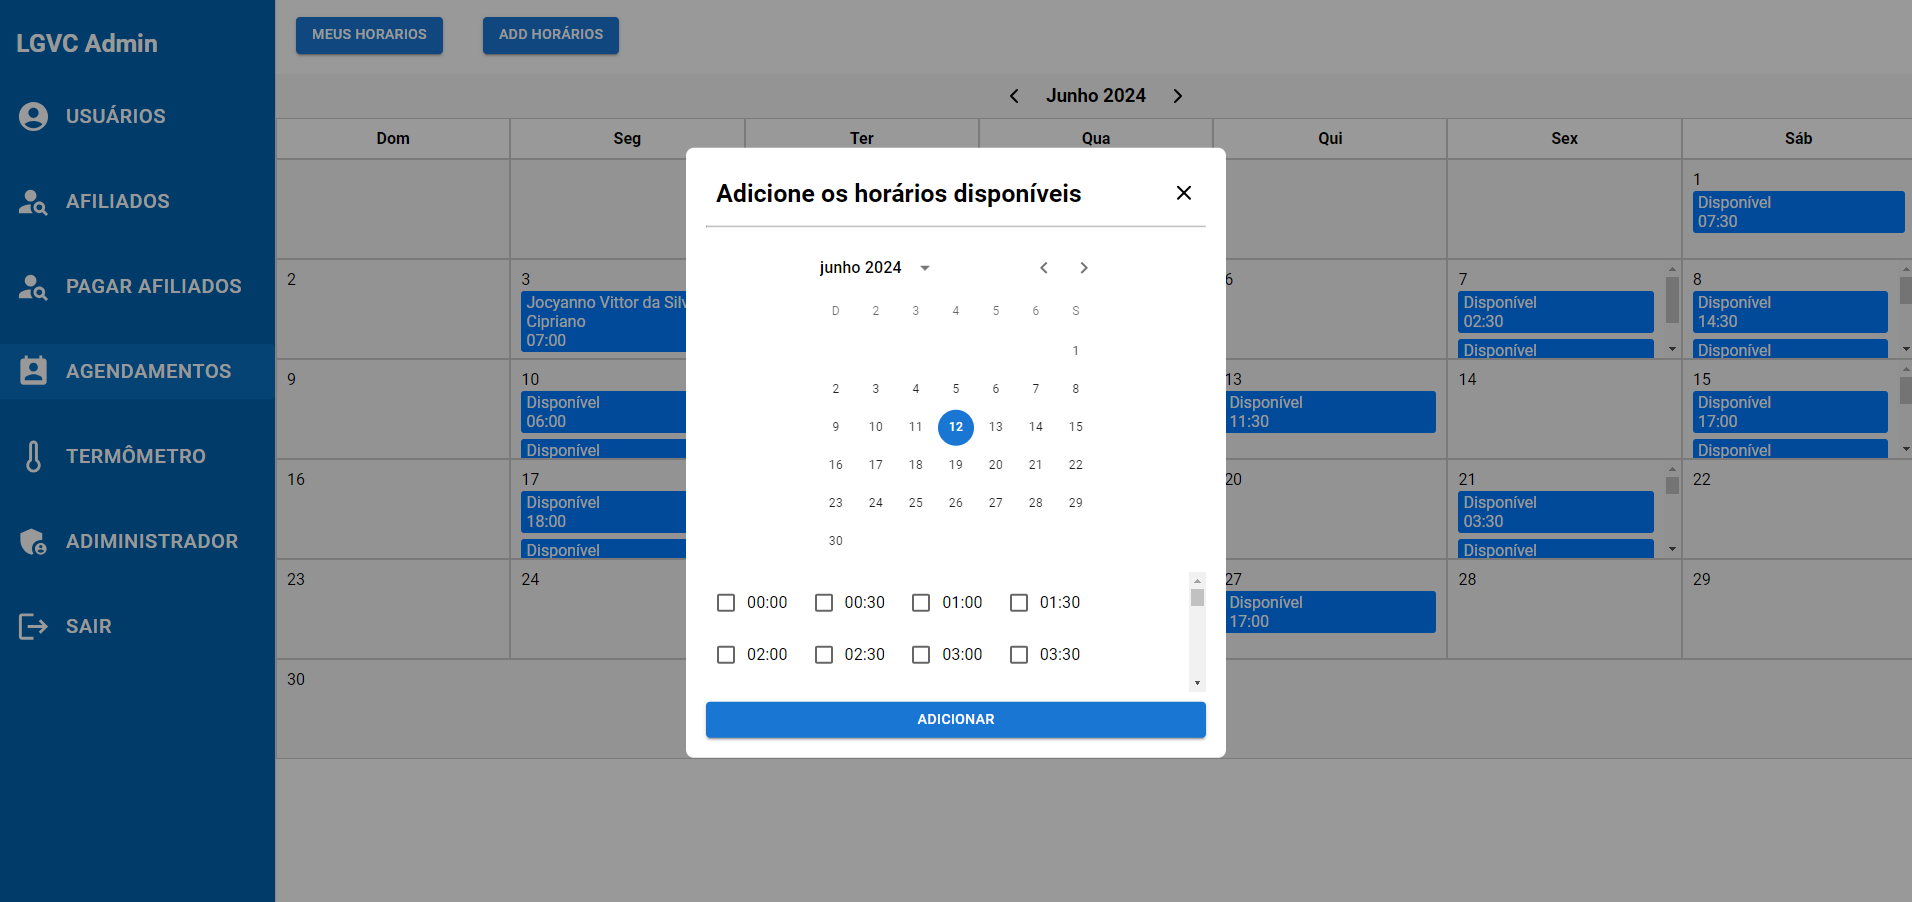 LGVC Admin
USUÁRIOS
AFILIADOS
PAGAR AFILIADOS
AGENDAMENTOS
TERMÔMETRO
ADIMINISTRADOR
SAIR
MEUS HORARIOS
ADD HORÁRIOS
Junho 2024
Dom Seg Ter Qua Qui Sex Sáb
1
Disponível
07:30
2
3
Jocyanno Vittor da Silv
Cipriano
07:00
6
7
Disponível
02:30
Disponível
8
Disponível
14:30
Disponível
9
10
Disponível
06:00
Disponível
13
Disponível
11:30
14
15
Disponível
17:00
Disponível
16
17
Disponível
18:00
Disponível
20
21
Disponível
03:30
Disponível
22
23
24
27
Disponível
17:00
28
29
30
Adicione os horários disponíveis
junho 2024
D 2 3 4 5 6 S
1
2 3 4 5 6 7 8
9 10 11 12 13 14 15
16 17 18 19 20 21 22
23 24 25 26 27 28 29
30
00:00 00:30 01:00 01:30
02:00 02:30 03:00 03:30
ADICIONAR